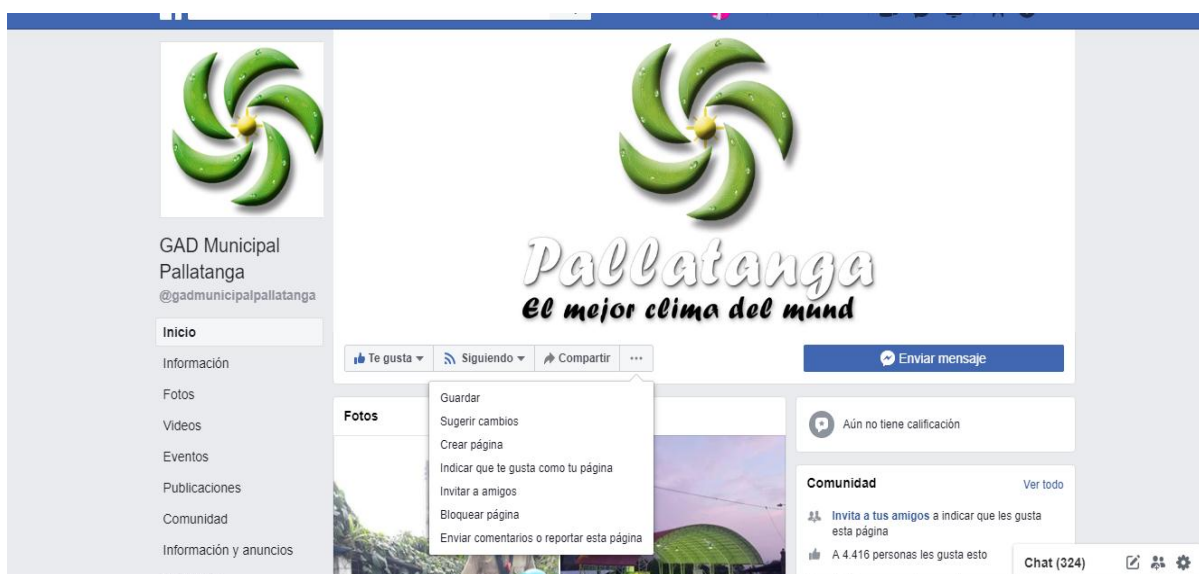 Pallatanga
El mejor clima del mund
GAD Municipal
Pallatanga
@gadmunicipalpallatanga
Inicio
Información
Fotos
Videos
Eventos
Publicaciones
Comunidad
Información y anuncios
Te gusta
Siguiendo
Compartir
Enviar mensaje
Guardar
Sugerir cambios
Crear página
Indicar que te gusta como tu página
Invitar a amigos
Bloquear página
Enviar comentarios o reportar esta página
Fotos
Aún no tiene calificación
Comunidad
Ver todo
Invita a tus amigos a indicar que les gusta
esta página
A 4.416 personas les gusta esto
Chat (324)